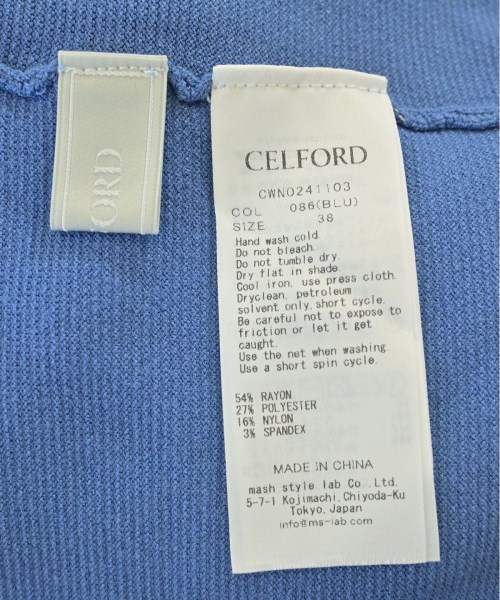 ORD
CELFORD
CWN0241103
COL 086(BLU)
SIZE 38
Hand wash cold.
Do not bleach.
Do not tumble dry.
Dry flat in shade.
Cool iron, use press cloth.
Dryclean, petroleum
solvent only,short cycle.
Be careful not to expose to
friction or let it get
caught.
Use the net when washing.
Use a short spin cycle.
54% RAYON
27% POLYESTER
16% NYLON
3% SPANDEX
MADE IN CHINA
mash style lab Co.,Ltd.
5-7-1 Kojimachi,Chiyoda-Ku
Tokyo,Japan
info@ms-lab.com